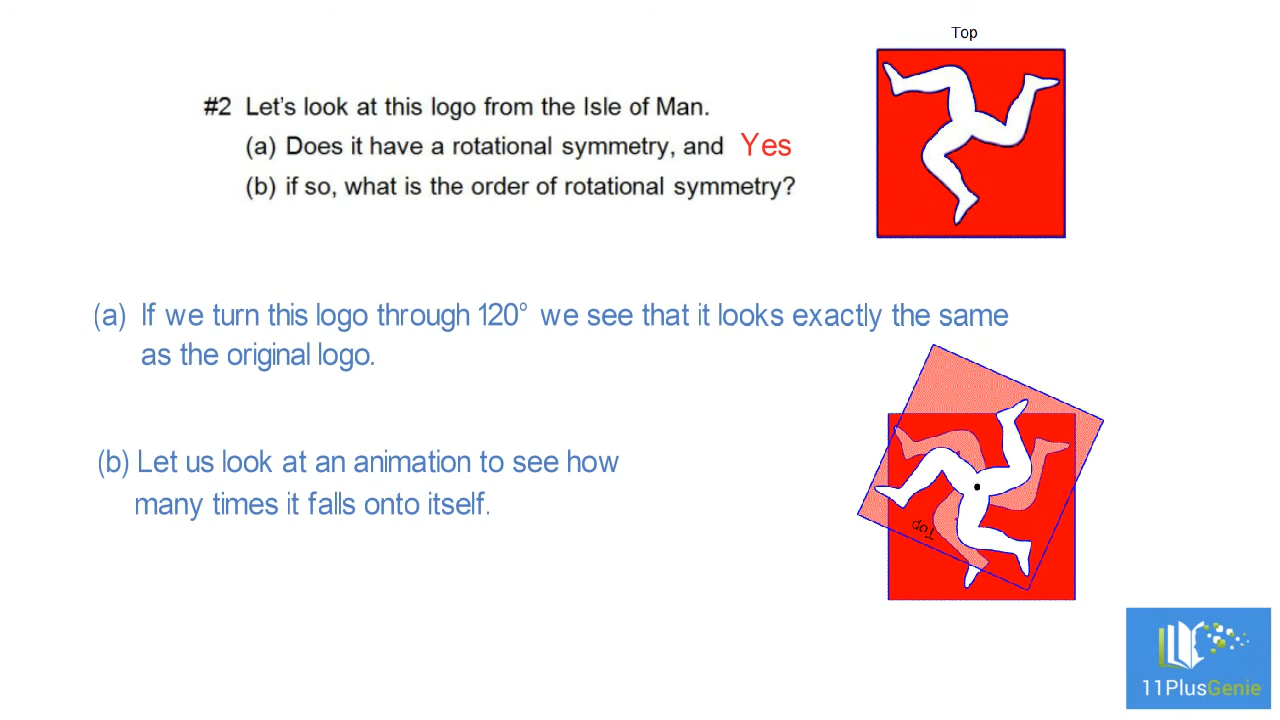 Top
#2 Let's look at this logo from the Isle of Man.
(a) Does it have a rotational symmetry, and Yes
(b) if so, what is the order of rotational symmetry?
(a) If we turn this logo through 120° we see that it looks exactly the same
as the original logo.
(b) Let us look at an animation to see how
many times it falls onto itself.
Top
11PlusGenie